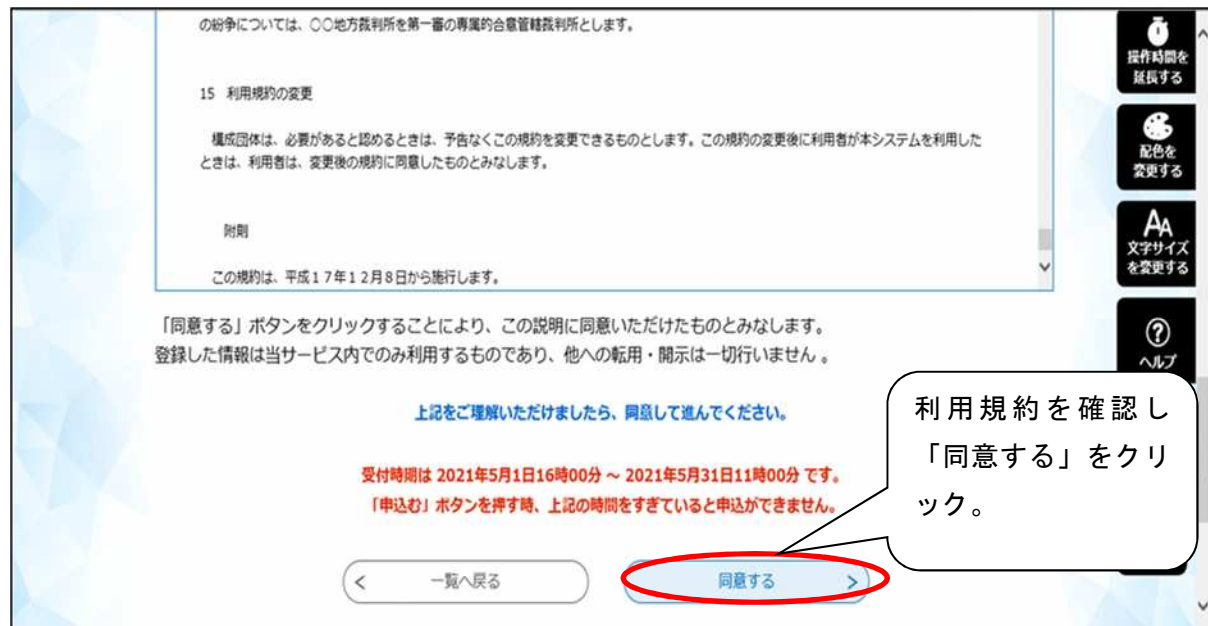 の紛争については、〇〇地方裁判所を第一審の専属的合意管轄裁判所とします。
15 利用規約の変更
構成団体は、必要があると認めるときは、予告なくこの規約を変更できるものとします。この規約の変更後に利用者が本システムを利用した
ときは、利用者は、変更後の規約に同意したものとみなします。
附則
この規約は、平成17年12月8日から施行します。
「同意する」ボタンをクリックすることにより、この説明に同意いただけたものとみなします。
登録した情報は当サービス内でのみ利用するものであり、他への転用・開示は一切行いません 。
上記をご理解いただけましたら、同意して進んでください。
受付時期は 2021年5月1日16時00分 ~ 2021年5月31日11時00分 です。
「申込む」ボタンを押す時、上記の時間をすぎていると申込ができません。
< 一覧へ戻る
同意する >
利用規約を確認し
「同意する」をクリ
ック。
操作時間を
延長する
配色を
変更する
AA
文字サイズ
を変更する
?
ヘルプ